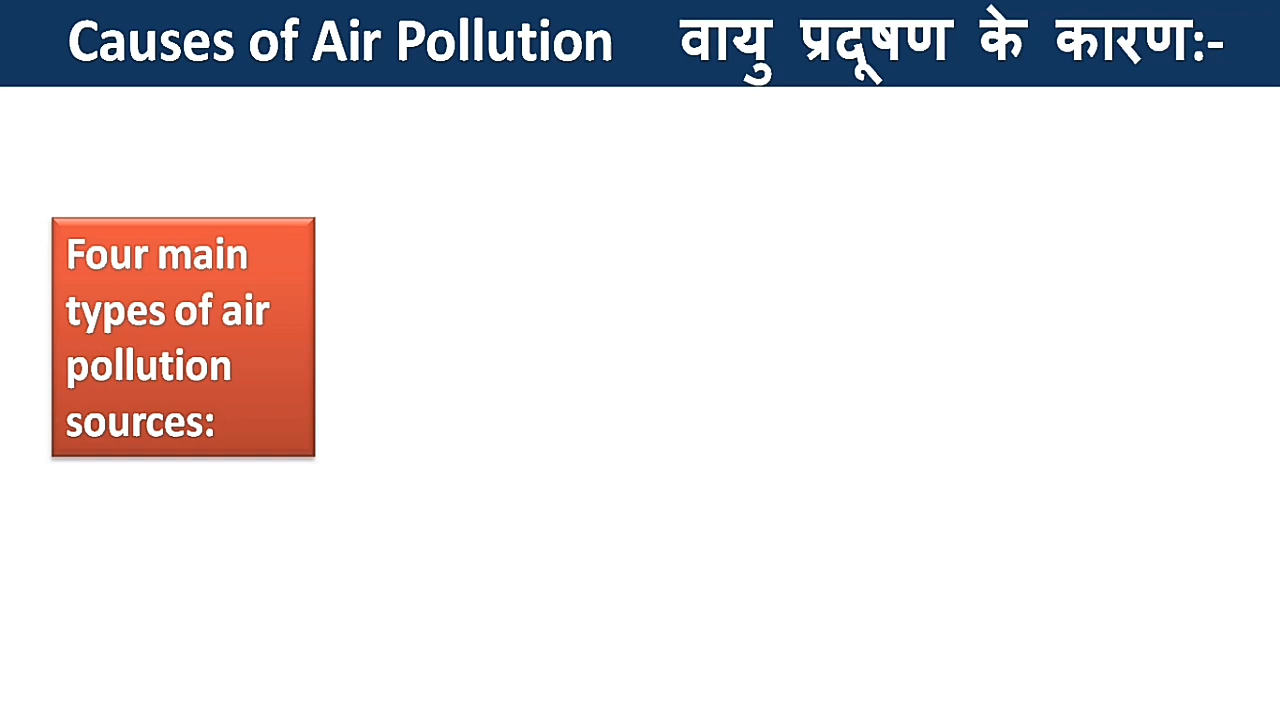 Causes of Air Pollution वायु प्रदूषण के कारण:-
Four main
types of air
pollution
sources: